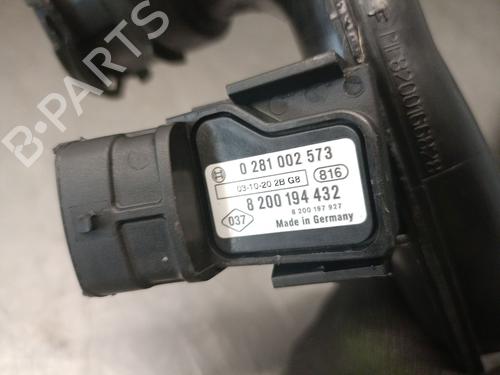 B-PARTS
0 281 002 573
03-10-20 2B GB 816
8 200 194 432
037 8 200 197 927
Made in Germany